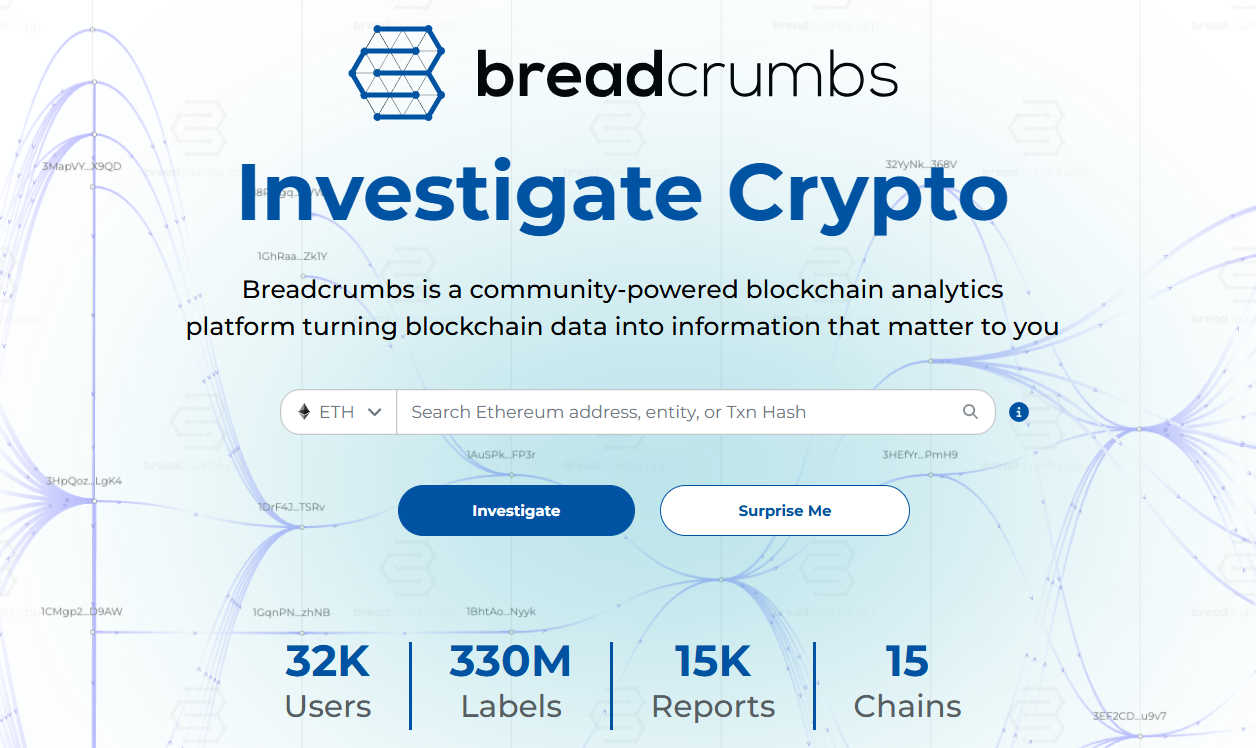 breadcrumbs
3MapVY...X9QD
32YyNk...368V
Investigate Crypto
1GhRaa...Zk1Y
Breadcrumbs is a community-powered blockchain analytics
platform turning blockchain data into information that matter to you
ETH
Search Ethereum address, entity, or Txn Hash
1AuSPk...FP3r
3HEfYr...PmH9
3HpQoz...LgK4
1DrF4J...TSRv
Investigate
Surprise Me
1CMgp2...D9AW
1GqnPN...zhNB
breadcrumbs.app
1BhtAo...Nyyk
32K
330M
15K
15
Users
Labels
Reports
Chains
3EF2CD...u9v7